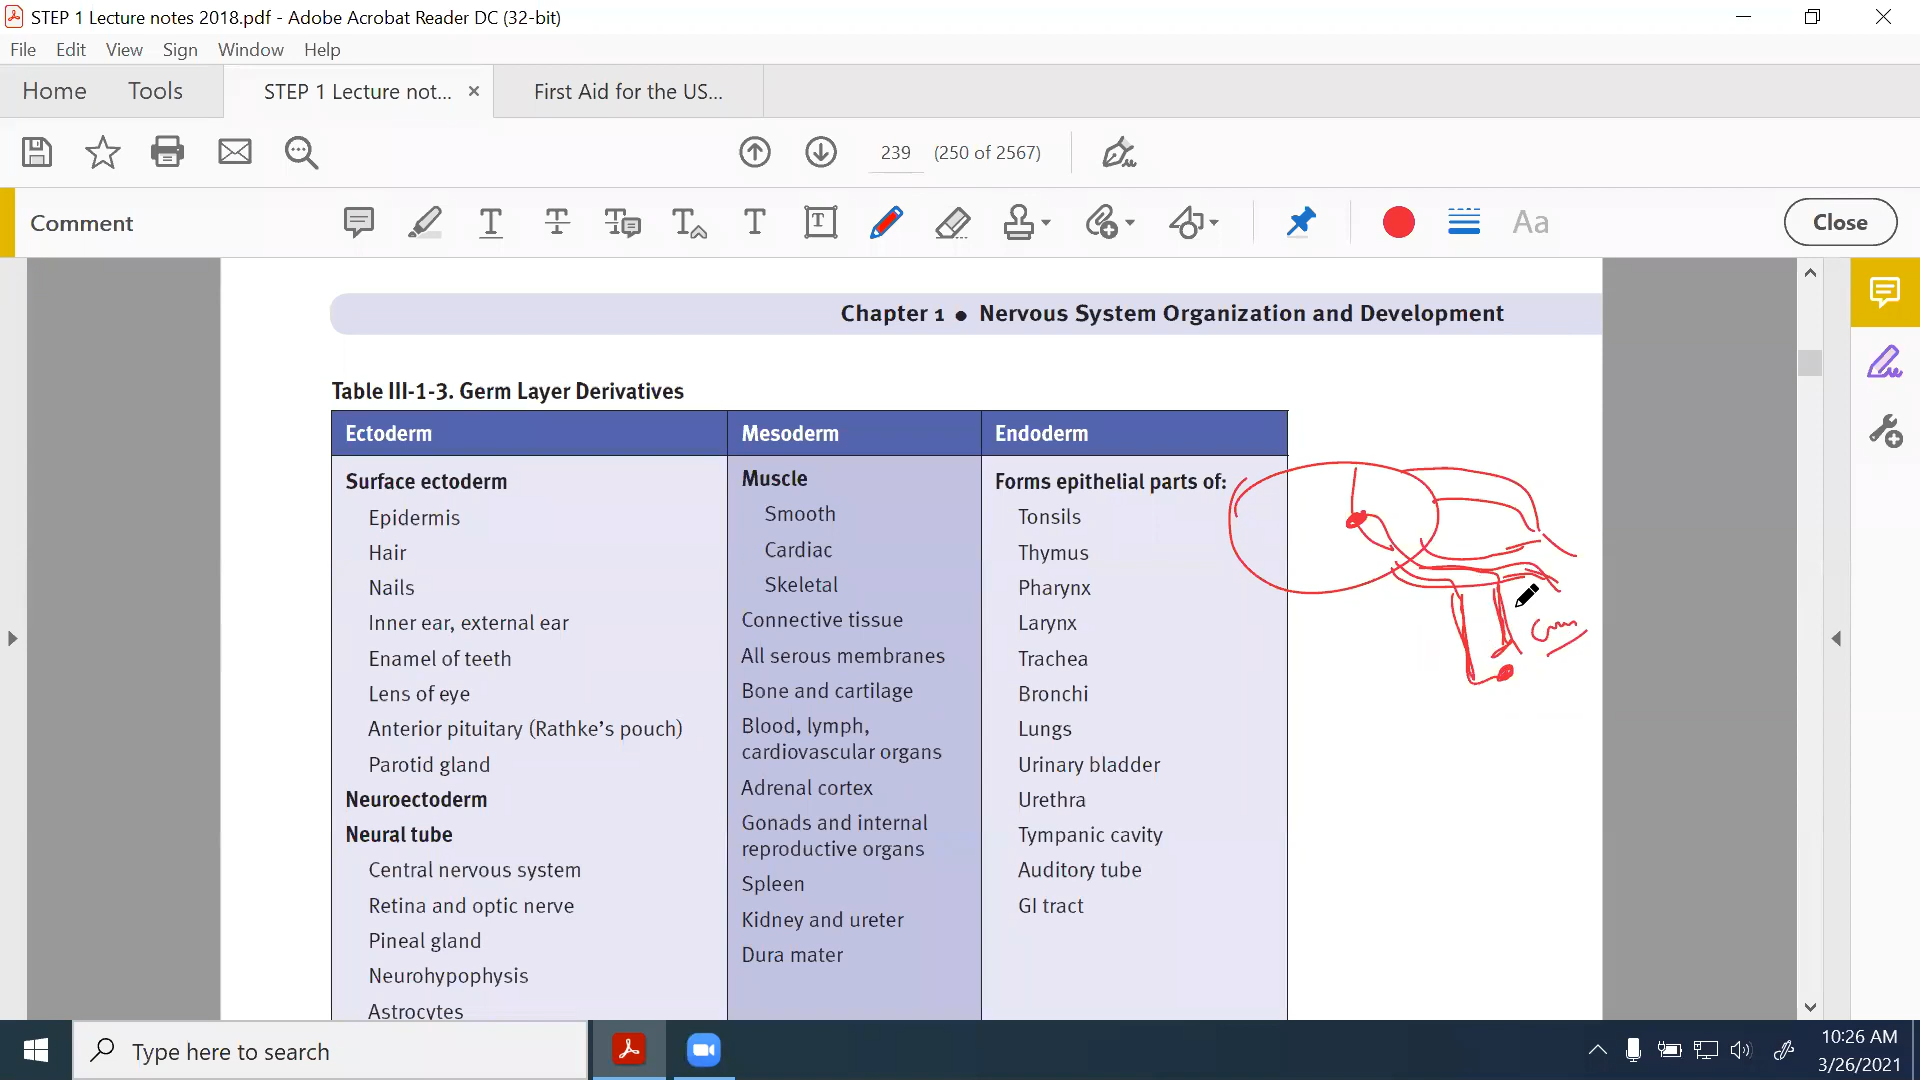 STEP 1 Lecture notes 2018.pdf - Adobe Acrobat Reader DC (32-bit)
File Edit View Sign Window Help
Home Tools STEP 1 Lecture not... × First Aid for the US...
239 (250 of 2567)
Comment T T T T T T Aa Close
Chapter 1 ● Nervous System Organization and Development
Table III-1-3. Germ Layer Derivatives
Ectoderm
Surface ectoderm
Epidermis
Hair
Nails
Inner ear, external ear
Enamel of teeth
Lens of eye
Anterior pituitary (Rathke's pouch)
Parotid gland
Neuroectoderm
Neural tube
Central nervous system
Retina and optic nerve
Pineal gland
Neurohypophysis
Astrocytes
Mesoderm
Muscle
Smooth
Cardiac
Skeletal
Connective tissue
All serous membranes
Bone and cartilage
Blood, lymph,
cardiovascular organs
Adrenal cortex
Gonads and internal
reproductive organs
Spleen
Kidney and ureter
Dura mater
Endoderm
Forms epithelial parts of:
Tonsils
Thymus
Pharynx
Larynx
Trachea
Bronchi
Lungs
Urinary bladder
Urethra
Tympanic cavity
Auditory tube
GI tract
Type here to search
10:26 AM
3/26/2021